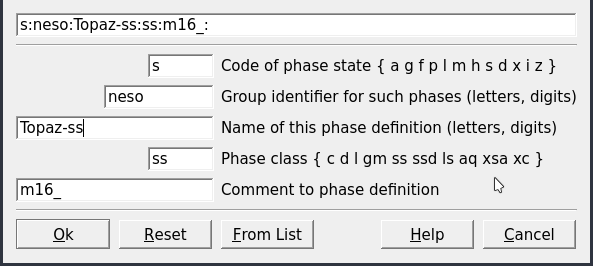 s:neso:Topaz-ss:ss:m16_:
s Code of phase state { a g f p l m h s d x i z }
neso Group identifier for such phases (letters, digits)
Topaz-ss Name of this phase definition (letters, digits)
ss Phase class { c d l gm ss ssd ls aq xsa xc }
m16_ Comment to phase definition
Ok Reset From List Help Cancel